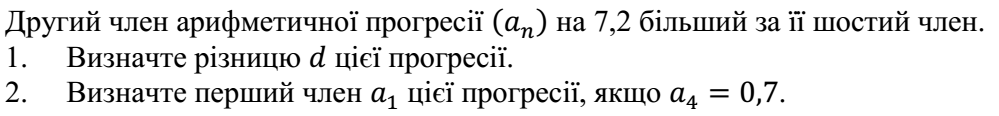 Другий член арифметичної прогресії (aₙ) на 7,2 більший за її шостий член.
1. Визначте різницю d цієї прогресії.
2. Визначте перший член a₁ цієї прогресії, якщо a₄ = 0,7.